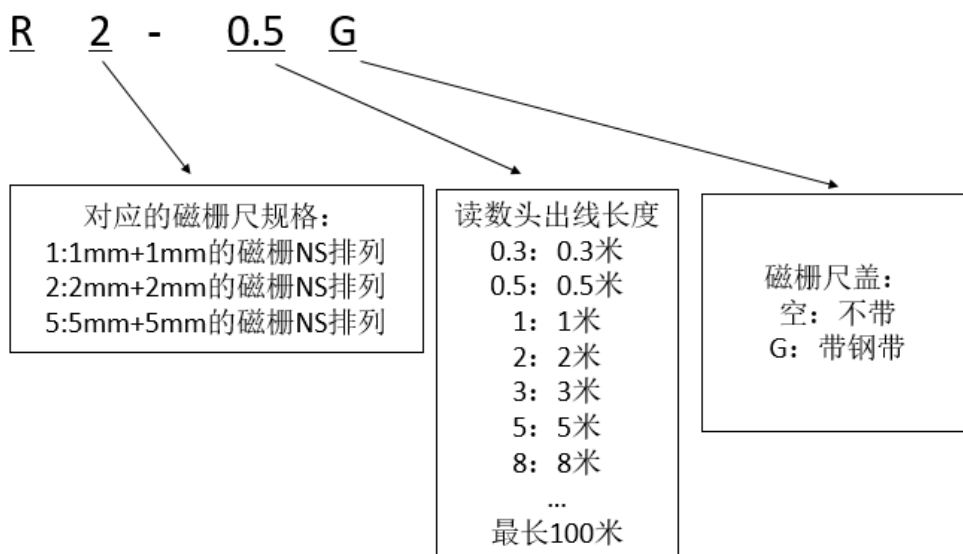 R 2 - 0.5 G
对应的磁栅尺规格：
1:1mm+1mm的磁栅NS排列
2:2mm+2mm的磁栅NS排列
5:5mm+5mm的磁栅NS排列
读数头出线长度
0.3：0.3米
0.5：0.5米
1：1米
2：2米
3：3米
5：5米
8：8米
...
最长100米
磁栅尺盖：
空：不带
G：带钢带